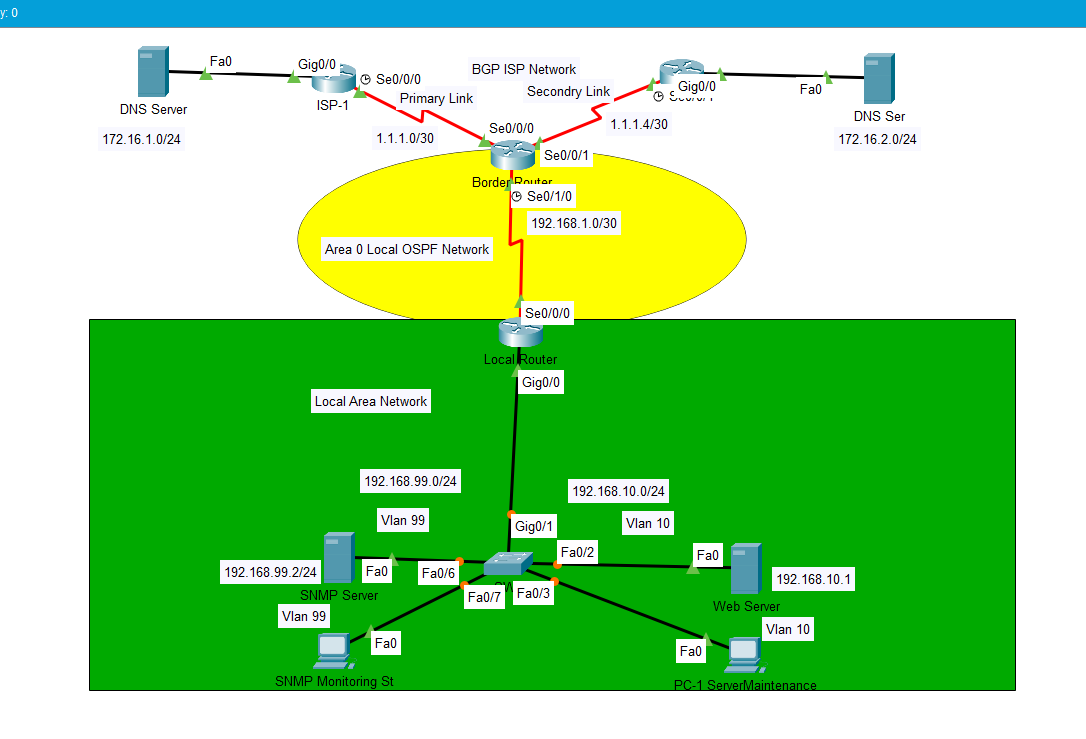 y: 0
Fa0
Gig0/0
Se0/0/0
BGP ISP Network
Gig0/0
Fa0
DNS Server
ISP-1
Primary Link
Secondry Link
DNS Ser
172.16.1.0/24
1.1.1.0/30
Se0/0/0
1.1.1.4/30
172.16.2.0/24
Se0/0/1
Border Router
Se0/1/0
192.168.1.0/30
Area 0 Local OSPF Network
Se0/0/0
Local Router
Gig0/0
Local Area Network
192.168.99.0/24
192.168.10.0/24
Vlan 99
Gig0/1
Vlan 10
Fa0/2
Fa0
192.168.99.2/24
Fa0
Fa0/6
192.168.10.1
SNMP Server
Fa0/7
Fa0/3
Web Server
Vlan 99
Vlan 10
Fa0
Fa0
SNMP Monitoring St
PC-1 ServerMaintenance